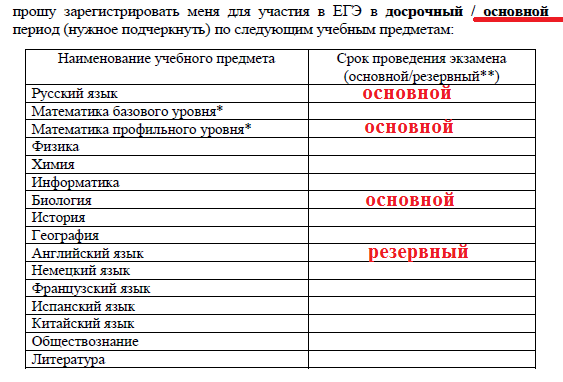 прошу зарегистрировать меня для участия в ЕГЭ в досрочный / основной
период (нужное подчеркнуть) по следующим учебным предметам:
Наименование учебного предмета Срок проведения экзамена
(основной/резервный**)
Русский язык основной
Математика базового уровня*
Математика профильного уровня* основной
Физика
Химия
Информатика
Биология основной
История
География
Английский язык резервный
Немецкий язык
Французский язык
Испанский язык
Китайский язык
Обществознание
Литература